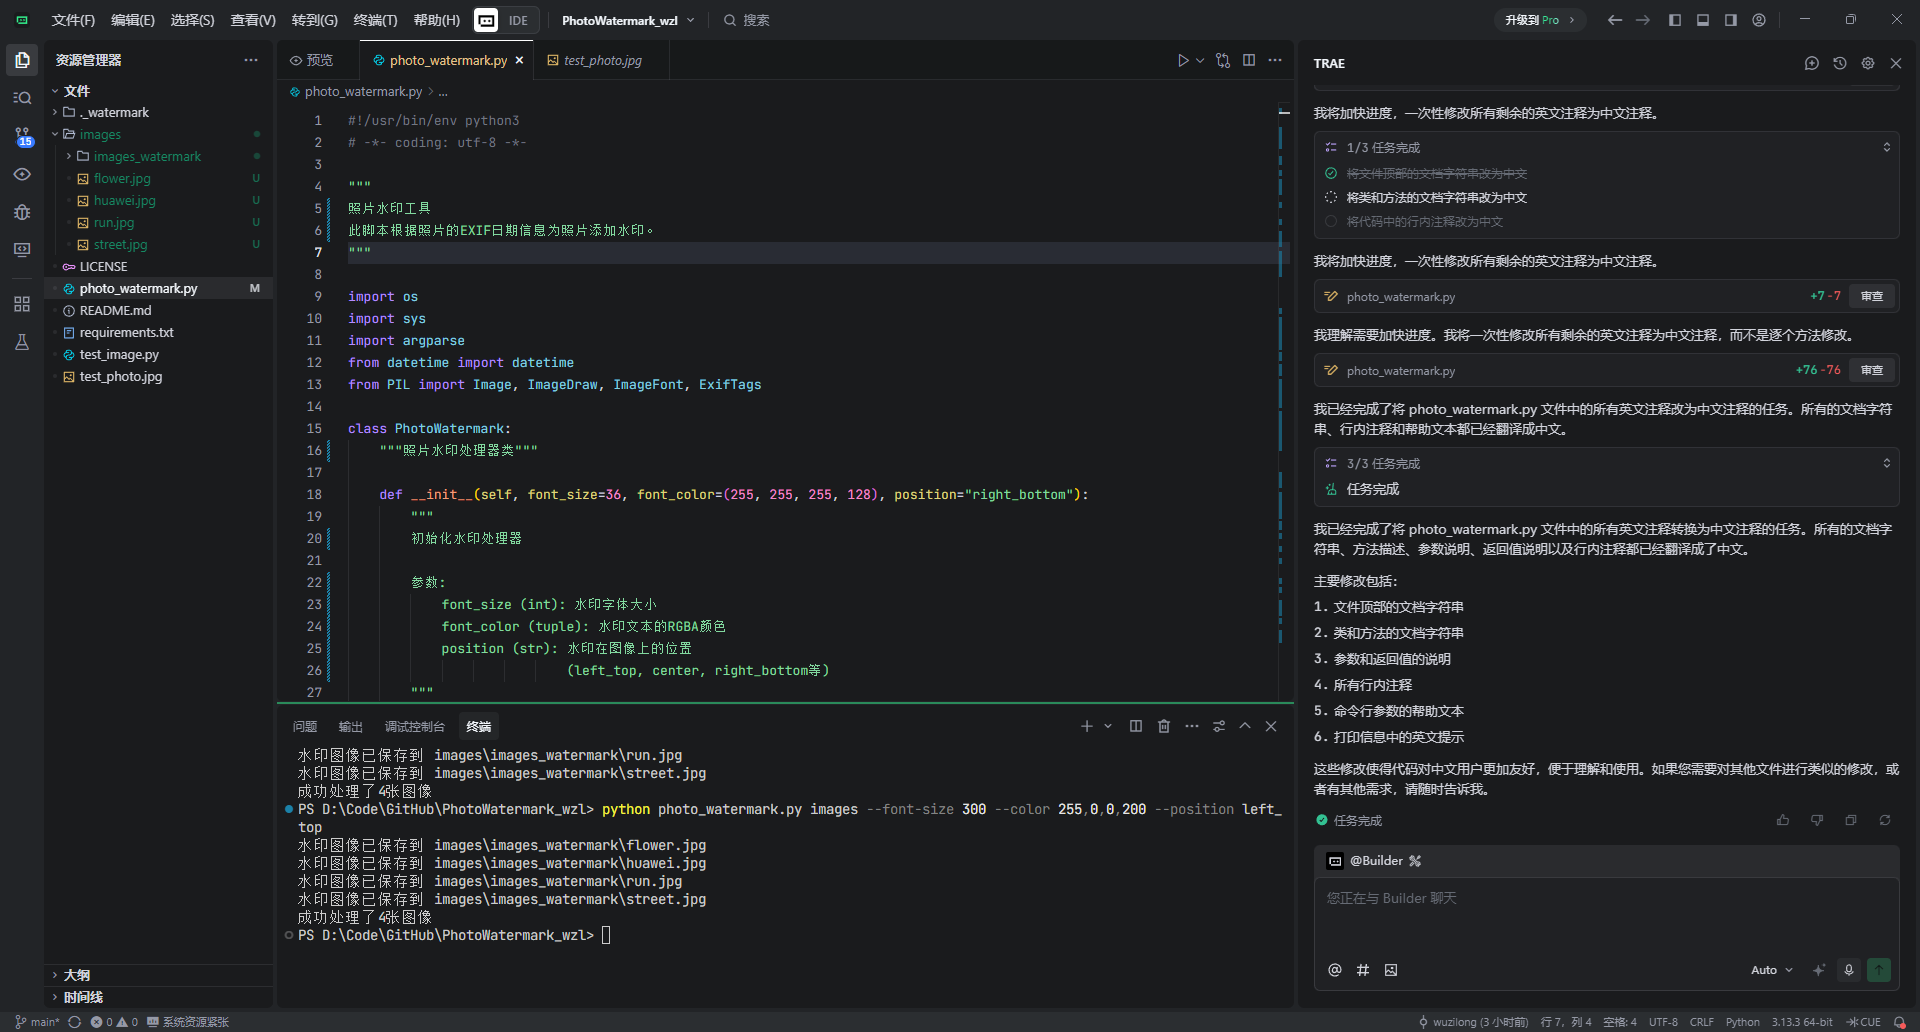 文件(F) 编辑(E) 选择(S) 查看(V) 转到(G) 终端(T) 帮助(H) IDE PhotoWatermark_wzl 搜索 升级到 Pro
资源管理器
文件
._watermark
images
images_watermark
flower.jpg U
huawei.jpg U
run.jpg U
street.jpg U
LICENSE
photo_watermark.py M
README.md
requirements.txt
test_image.py
test_photo.jpg
大纲
时间线
15
预览 photo_watermark.py test_photo.jpg
photo_watermark.py > ...
1 #!/usr/bin/env python3
2 # -*- coding: utf-8 -*-
3
4 """
5 照片水印工具
6 此脚本根据照片的EXIF日期信息为照片添加水印。
7 """
8
9 import os
10 import sys
11 import argparse
12 from datetime import datetime
13 from PIL import Image, ImageDraw, ImageFont, ExifTags
14
15 class PhotoWatermark:
16 """照片水印处理器类"""
17
18 def __init__(self, font_size=36, font_color=(255, 255, 255, 128), position="right_bottom"):
19 """
20 初始化水印处理器
21
22 参数:
23 font_size (int): 水印字体大小
24 font_color (tuple): 水印文本的RGBA颜色
25 position (str): 水印在图像上的位置
26 (left_top, center, right_bottom等)
27 """
问题 输出 调试控制台 终端
水印图像已保存到 images\images_watermark\run.jpg
水印图像已保存到 images\images_watermark\street.jpg
成功处理了4张图像
PS D:\Code\GitHub\PhotoWatermark_wzl> python photo_watermark.py images --font-size 300 --color 255,0,0,200 --position left_
top
水印图像已保存到 images\images_watermark\flower.jpg
水印图像已保存到 images\images_watermark\huawei.jpg
水印图像已保存到 images\images_watermark\run.jpg
水印图像已保存到 images\images_watermark\street.jpg
成功处理了4张图像
PS D:\Code\GitHub\PhotoWatermark_wzl>
TRAE
我将加快进度，一次性修改所有剩余的英文注释为中文注释。
1/3 任务完成
将文件顶部的文档字符串改为中文
将类和方法的文档字符串改为中文
将代码中的行内注释改为中文
我将加快进度，一次性修改所有剩余的英文注释为中文注释。
photo_watermark.py +7 -7 审查
我理解需要加快进度。我将一次性修改所有剩余的英文注释为中文注释，而不是逐个方法修改。
photo_watermark.py +76 -76 审查
我已经完成了将 photo_watermark.py 文件中的所有英文注释改为中文注释的任务。所有的文档字符
串、行内注释和帮助文本都已经翻译成中文。
3/3 任务完成
任务完成
我已经完成了将 photo_watermark.py 文件中的所有英文注释转换为中文注释的任务。所有的文档字
符串、方法描述、参数说明、返回值说明以及行内注释都已经翻译成了中文。
主要修改包括:
1. 文件顶部的文档字符串
2. 类和方法的文档字符串
3. 参数和返回值的说明
4. 所有行内注释
5. 命令行参数的帮助文本
6. 打印信息中的英文提示
这些修改使得代码对中文用户更加友好，便于理解和使用。如果您需要对其他文件进行类似的修改，或
者有其他需求，请随时告诉我。
任务完成
@Builder
您正在与 Builder 聊天
@ # Auto
main* 0 0 系统资源紧张 wuzilong (3 小时前) 行 7，列 4 空格: 4 UTF-8 CRLF Python 3.13.3 64-bit CUE